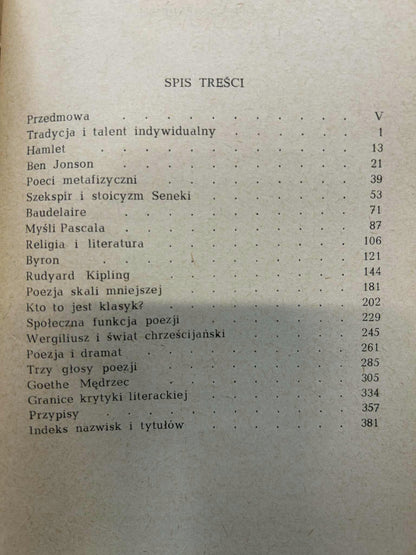 SPIS TREŚCI
Przedmowa . . . . . . . . . . . V
Tradycja i talent indywidualny . . . . . . 1
Hamlet . . . . . . . . . . . . 13
Ben Jonson . . . . . . . . . . . 21
Poeci metafizyczni . . . . . . . . . 39
Szekspir i stoicyzm Seneki . . . . . . . 53
Baudelaire . . . . . . . . . . . 71
Myśli Pascala . . . . . . . . . . 87
Religia i literatura . . . . . . . . . 106
Byron . . . . . . . . . . . . 121
Rudyard Kipling . . . . . . . . . 144
Poezja skali mniejszej . . . . . . . . 181
Kto to jest klasyk? . . . . . . . . . 202
Społeczna funkcja poezji . . . . . . . 229
Wergiliusz i świat chrześcijański . . . . . 245
Poezja i dramat . . . . . . . . . 261
Trzy głosy poezji . . . . . . . . . 285
Goethe Mędrzec . . . . . . . . . 305
Granice krytyki literackiej . . . . . . . 334
Przypisy . . . . . . . . . . . 357
Indeks nazwisk i tytułów . . . . . . . 381